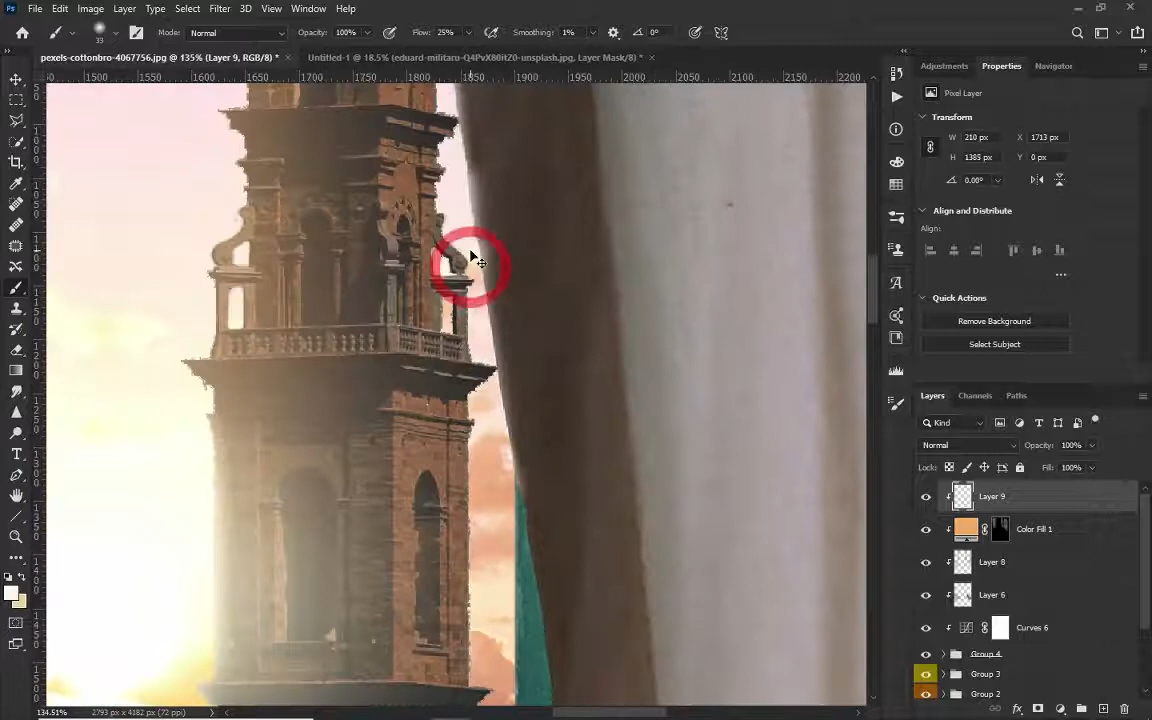 Ps File Edit Image Layer Type Select Filter 3D View Window Help
33 Mode: Normal Opacity: 100% Flow: 25% Smoothing: 1% 0°
pexels-cottonbro-4067756.jpg @ 135% (Layer 9, RGB/8) * × Untitled-1 @ 18.5% (eduard-militaru-Q4PvX80itZ0-unsplash.jpg, Layer Mask/8) * ×
1500 1550 1600 1650 1700 1750 1800 1850 1900 1950 2000 2050 2100 2150 2200
Adjustments Properties Navigator
Pixel Layer
Transform
W 210 px X 1713 px
H 1385 px Y 0 px
0.00°
Align and Distribute
Align:
Quick Actions
Remove Background
Select Subject
Layers Channels Paths
Kind
Normal Opacity: 100%
Lock: Fill: 100%
Layer 9
Color Fill 1
Layer 8
Layer 6
Curves 6
Group 4
Group 3
Group 2
134.51% 2793 px x 4182 px (72 ppi)